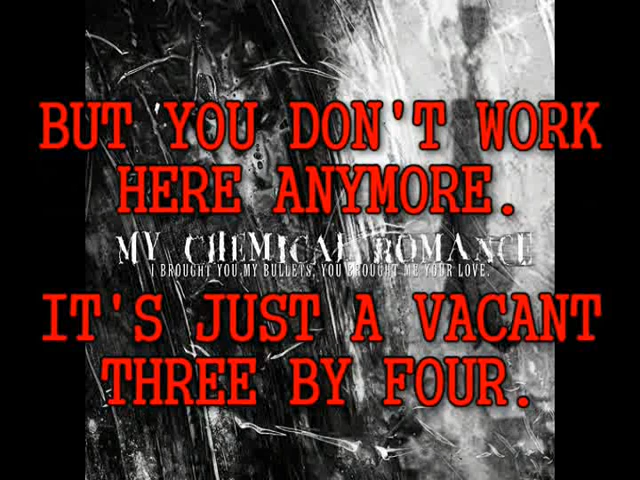 BUT YOU DON'T WORK
HERE ANYMORE.
MY CHEMICAL ROMANCE
I BROUGHT YOU MY BULLETS, YOU BROUGHT ME YOUR LOVE.
IT'S JUST A VACANT
THREE BY FOUR.